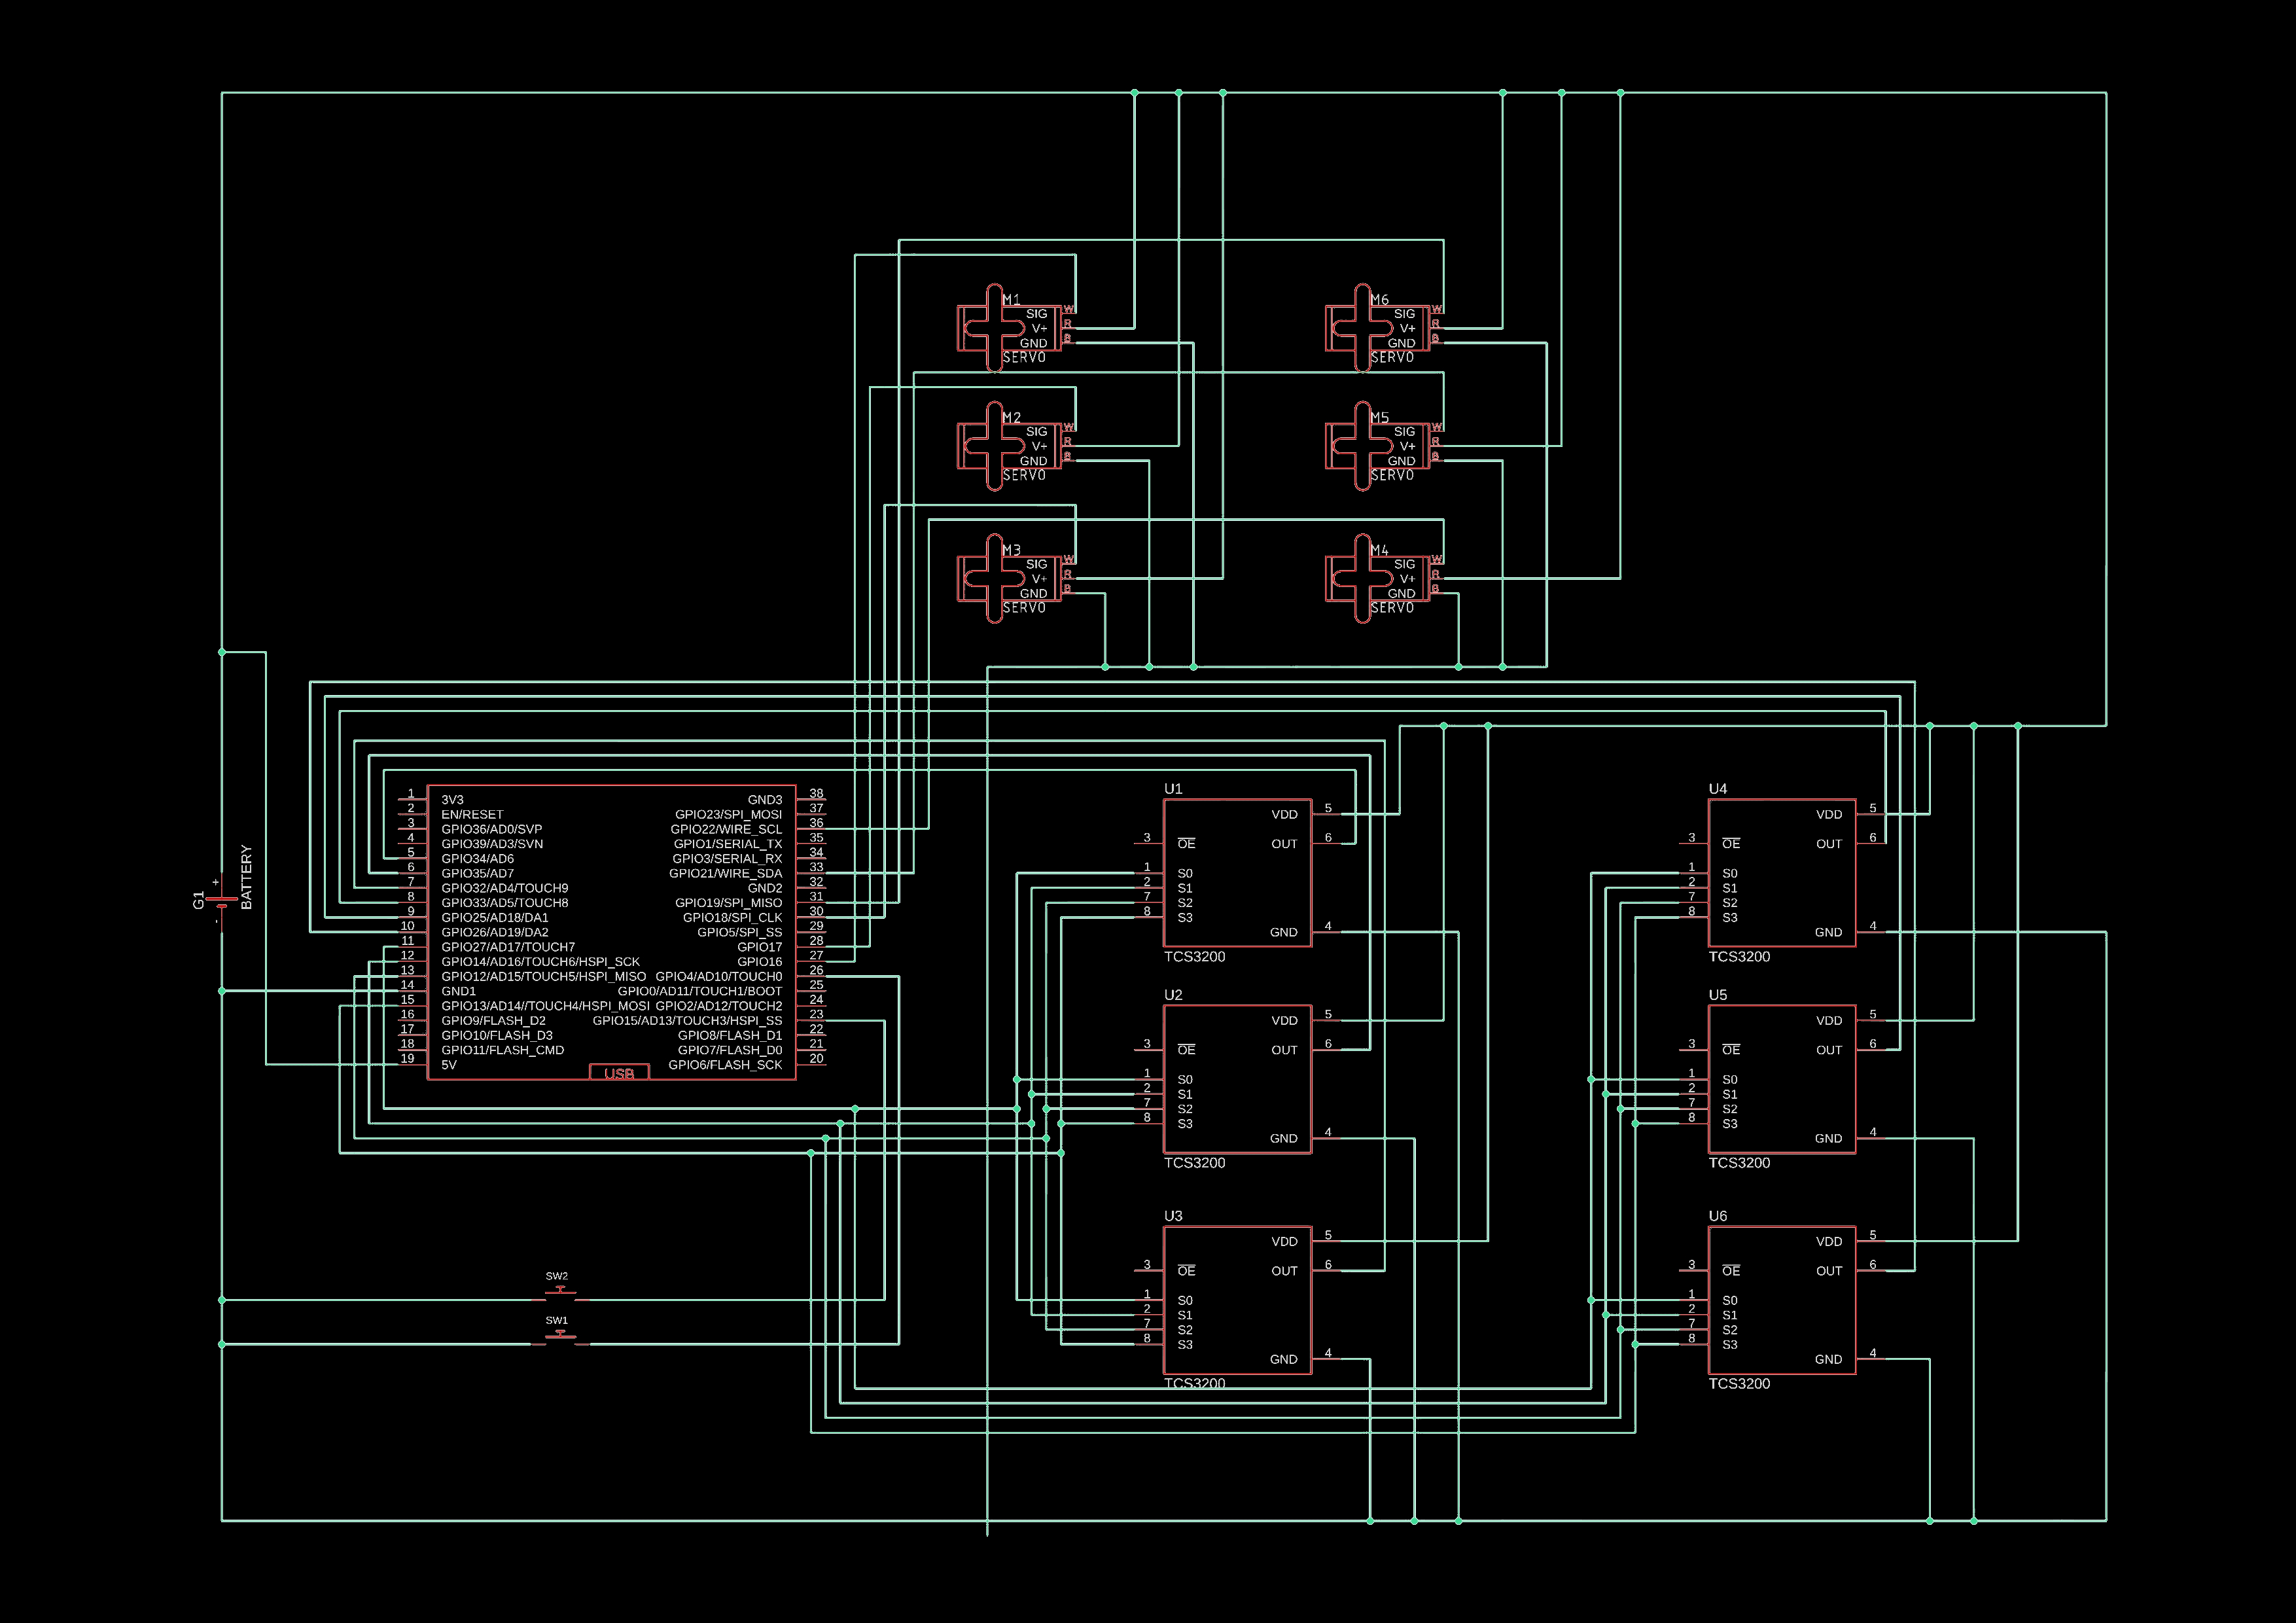 M1
SIG
V+
GND
W
R
B
SERVO
M6
SIG
V+
GND
W
R
B
SERVO
M2
SIG
V+
GND
W
R
B
SERVO
M5
SIG
V+
GND
W
R
B
SERVO
M3
SIG
V+
GND
W
R
B
SERVO
M4
SIG
V+
GND
W
R
B
SERVO
G1
+
-
BATTERY
1 3V3
2 EN/RESET
3 GPIO36/AD0/SVP
4 GPIO39/AD3/SVN
5 GPIO34/AD6
6 GPIO35/AD7
7 GPIO32/AD4/TOUCH9
8 GPIO33/AD5/TOUCH8
9 GPIO25/AD18/DA1
10 GPIO26/AD19/DA2
11 GPIO27/AD17/TOUCH7
12 GPIO14/AD16/TOUCH6/HSPI_SCK
13 GPIO12/AD15/TOUCH5/HSPI_MISO
14 GND1
15 GPIO13/AD14//TOUCH4/HSPI_MOSI
16 GPIO9/FLASH_D2
17 GPIO10/FLASH_D3
18 GPIO11/FLASH_CMD
19 5V
GND3 38
GPIO23/SPI_MOSI 37
GPIO22/WIRE_SCL 36
GPIO1/SERIAL_TX 35
GPIO3/SERIAL_RX 34
GPIO21/WIRE_SDA 33
GND2 32
GPIO19/SPI_MISO 31
GPIO18/SPI_CLK 30
GPIO5/SPI_SS 29
GPIO17 28
GPIO16 27
GPIO4/AD10/TOUCH0 26
GPIO0/AD11/TOUCH1/BOOT 25
GPIO2/AD12/TOUCH2 24
GPIO15/AD13/TOUCH3/HSPI_SS 23
GPIO8/FLASH_D1 22
GPIO7/FLASH_D0 21
GPIO6/FLASH_SCK 20
USB
U1
VDD 5
3 OE OUT 6
1 S0
2 S1
7 S2
8 S3
GND 4
TCS3200
U4
VDD 5
3 OE OUT 6
1 S0
2 S1
7 S2
8 S3
GND 4
TCS3200
U2
VDD 5
3 OE OUT 6
1 S0
2 S1
7 S2
8 S3
GND 4
TCS3200
U5
VDD 5
3 OE OUT 6
1 S0
2 S1
7 S2
8 S3
GND 4
TCS3200
U3
VDD 5
3 OE OUT 6
1 S0
2 S1
7 S2
8 S3
GND 4
TCS3200
U6
VDD 5
3 OE OUT 6
1 S0
2 S1
7 S2
8 S3
GND 4
TCS3200
SW2
SW1